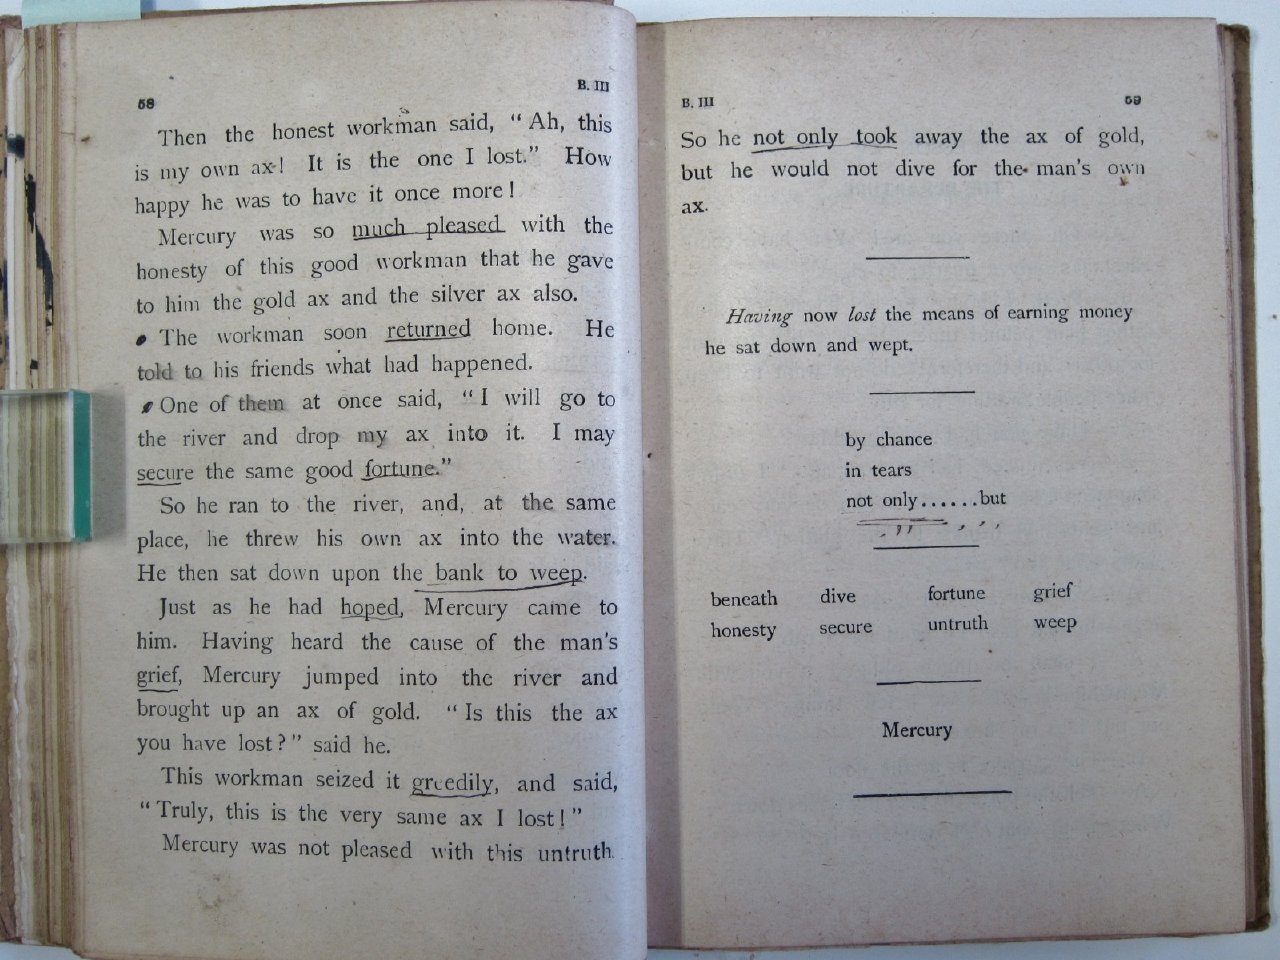 58
B. III
Then the honest workman said, “Ah, this
is my own ax! It is the one I lost.” How
happy he was to have it once more!
Mercury was so much pleased with the
honesty of this good workman that he gave
to him the gold ax and the silver ax also.
The workman soon returned home. He
told to his friends what had happened.
One of them at once said, “I will go to
the river and drop my ax into it. I may
secure the same good fortune.”
So he ran to the river, and, at the same
place, he threw his own ax into the water.
He then sat down upon the bank to weep.
Just as he had hoped, Mercury came to
him. Having heard the cause of the man's
grief, Mercury jumped into the river and
brought up an ax of gold. “Is this the ax
you have lost?” said he.
This workman seized it greedily, and said,
“Truly, this is the very same ax I lost!”
Mercury was not pleased with this untruth.
B. III
59
So he not only took away the ax of gold,
but he would not dive for the man's own
ax.
Having now lost the means of earning money
he sat down and wept.
by chance
in tears
not only......but
beneath dive fortune grief
honesty secure untruth weep
Mercury